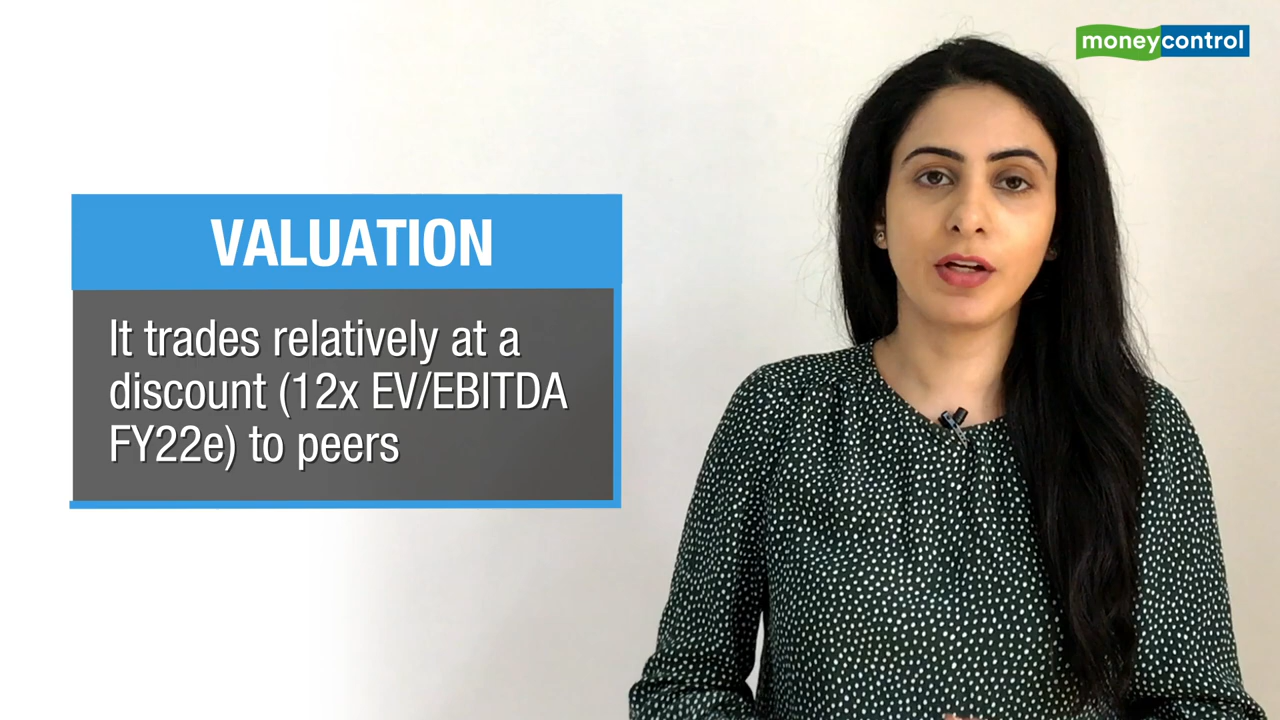 moneycontrol
VALUATION
It trades relatively at a
discount (12x EV/EBITDA
FY22e) to peers